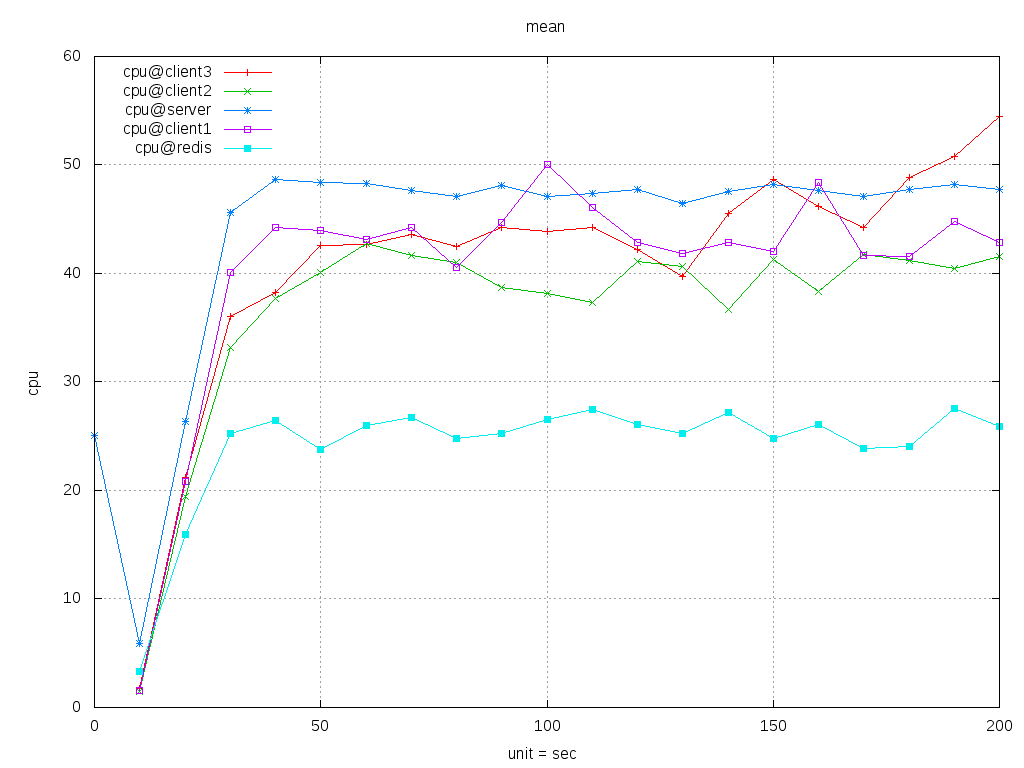 mean
60
50
40
30
20
10
0
cpu
cpu@client3
cpu@client2
cpu@server
cpu@client1
cpu@redis
0 50 100 150 200
unit = sec